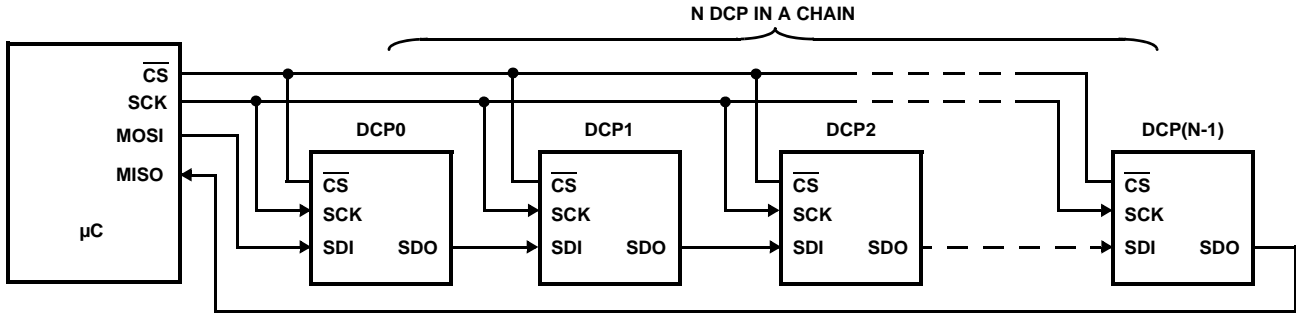 N DCP IN A CHAIN
CS
SCK
MOSI
MISO
µC
DCP0
DCP1
DCP2
DCP(N-1)
CS
SCK
SDI SDO
CS
SCK
SDI SDO
CS
SCK
SDI SDO
CS
SCK
SDI SDO